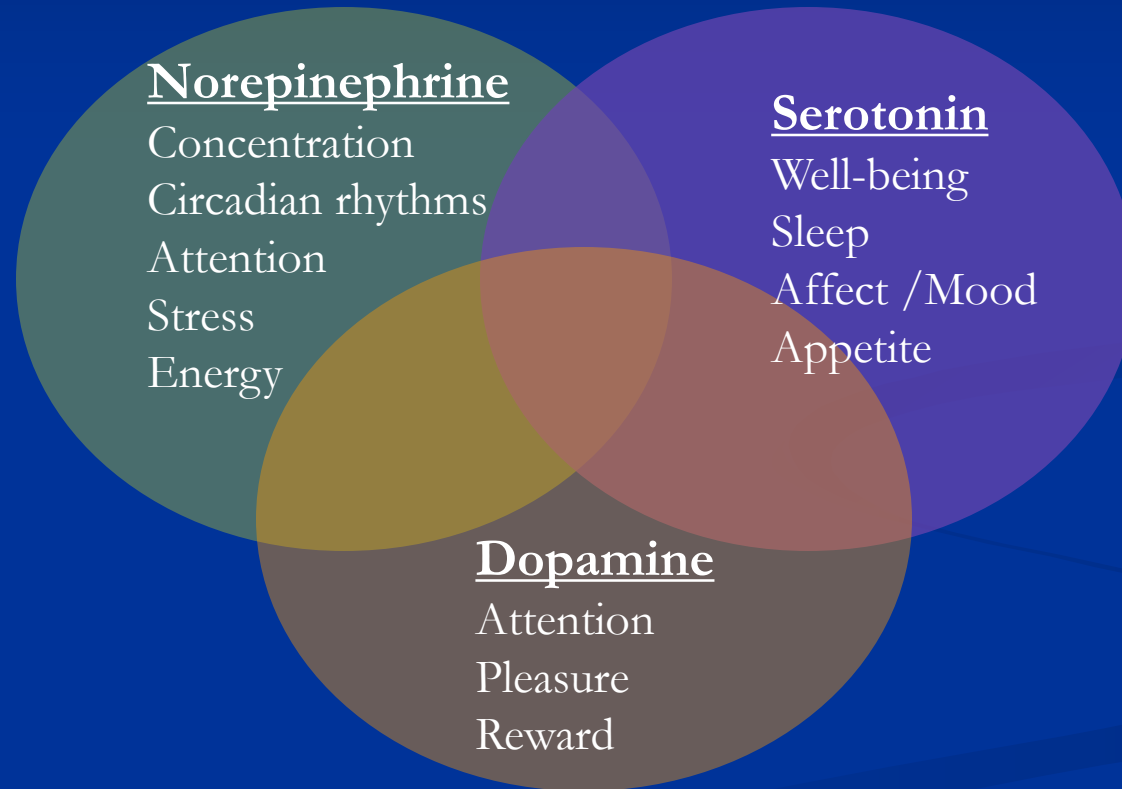 Norepinephrine
Concentration
Circadian rhythms
Attention
Stress
Energy
Serotonin
Well-being
Sleep
Affect /Mood
Appetite
Dopamine
Attention
Pleasure
Reward